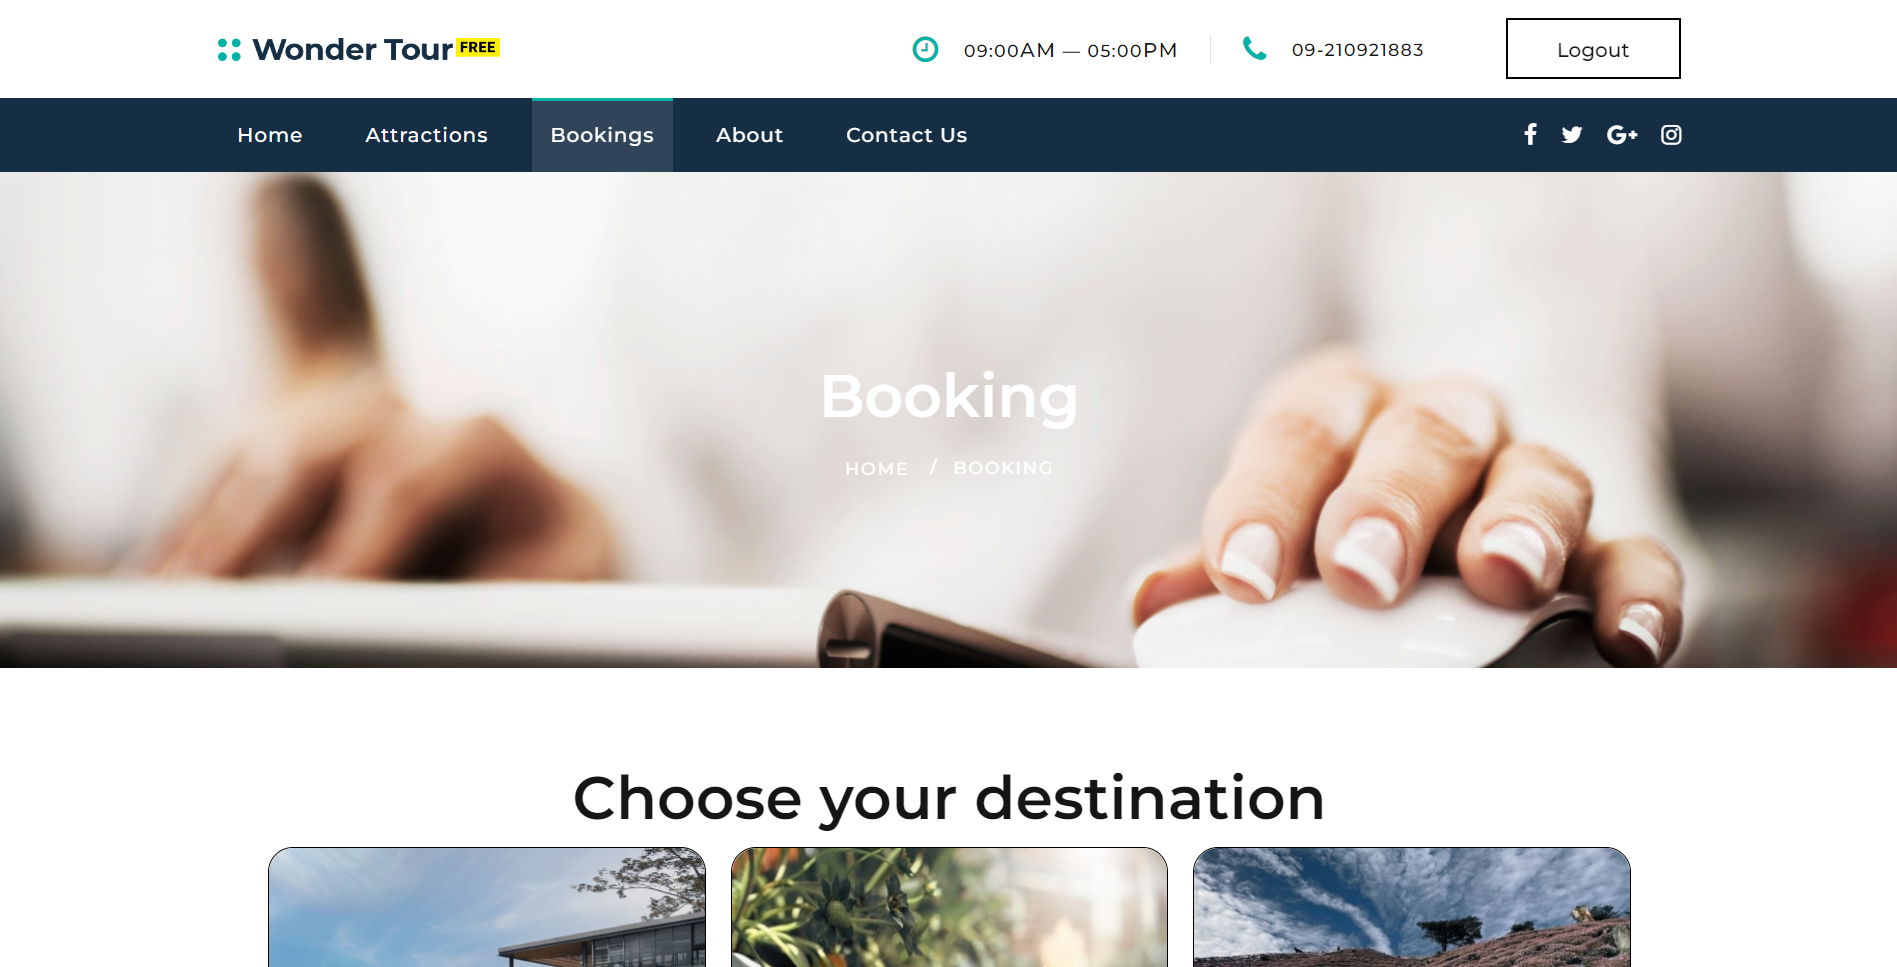 Wonder Tour FREE
09:00AM — 05:00PM
09-210921883
Logout
Home
Attractions
Bookings
About
Contact Us
Booking
HOME / BOOKING
Choose your destination